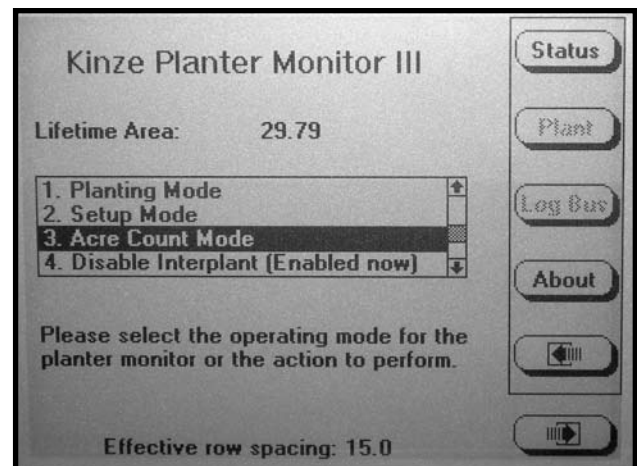 Kinze Planter Monitor III
Lifetime Area: 29.79
1. Planting Mode
2. Setup Mode
3. Acre Count Mode
4. Disable Interplant (Enabled now)
Please select the operating mode for the
planter monitor or the action to perform.
Effective row spacing: 15.0
Status
Plant
Log Bus
About